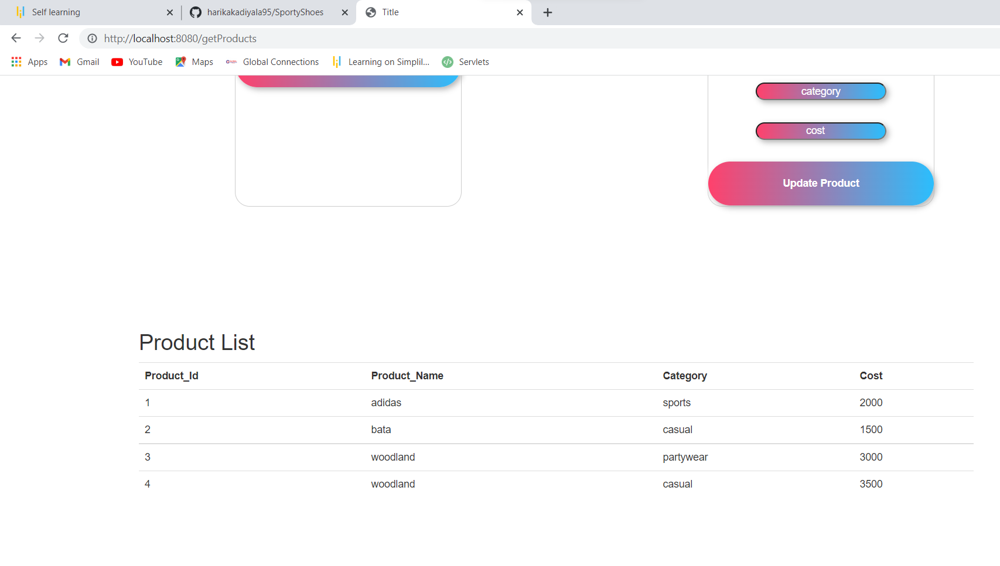 Self learning
harikakadiyala95/SportyShoes
Title
http://localhost:8080/getProducts
Apps Gmail YouTube Maps Global Connections Learning on Simplil... Servlets
category
cost
Update Product
Product List
Product_Id Product_Name Category Cost
1 adidas sports 2000
2 bata casual 1500
3 woodland partywear 3000
4 woodland casual 3500